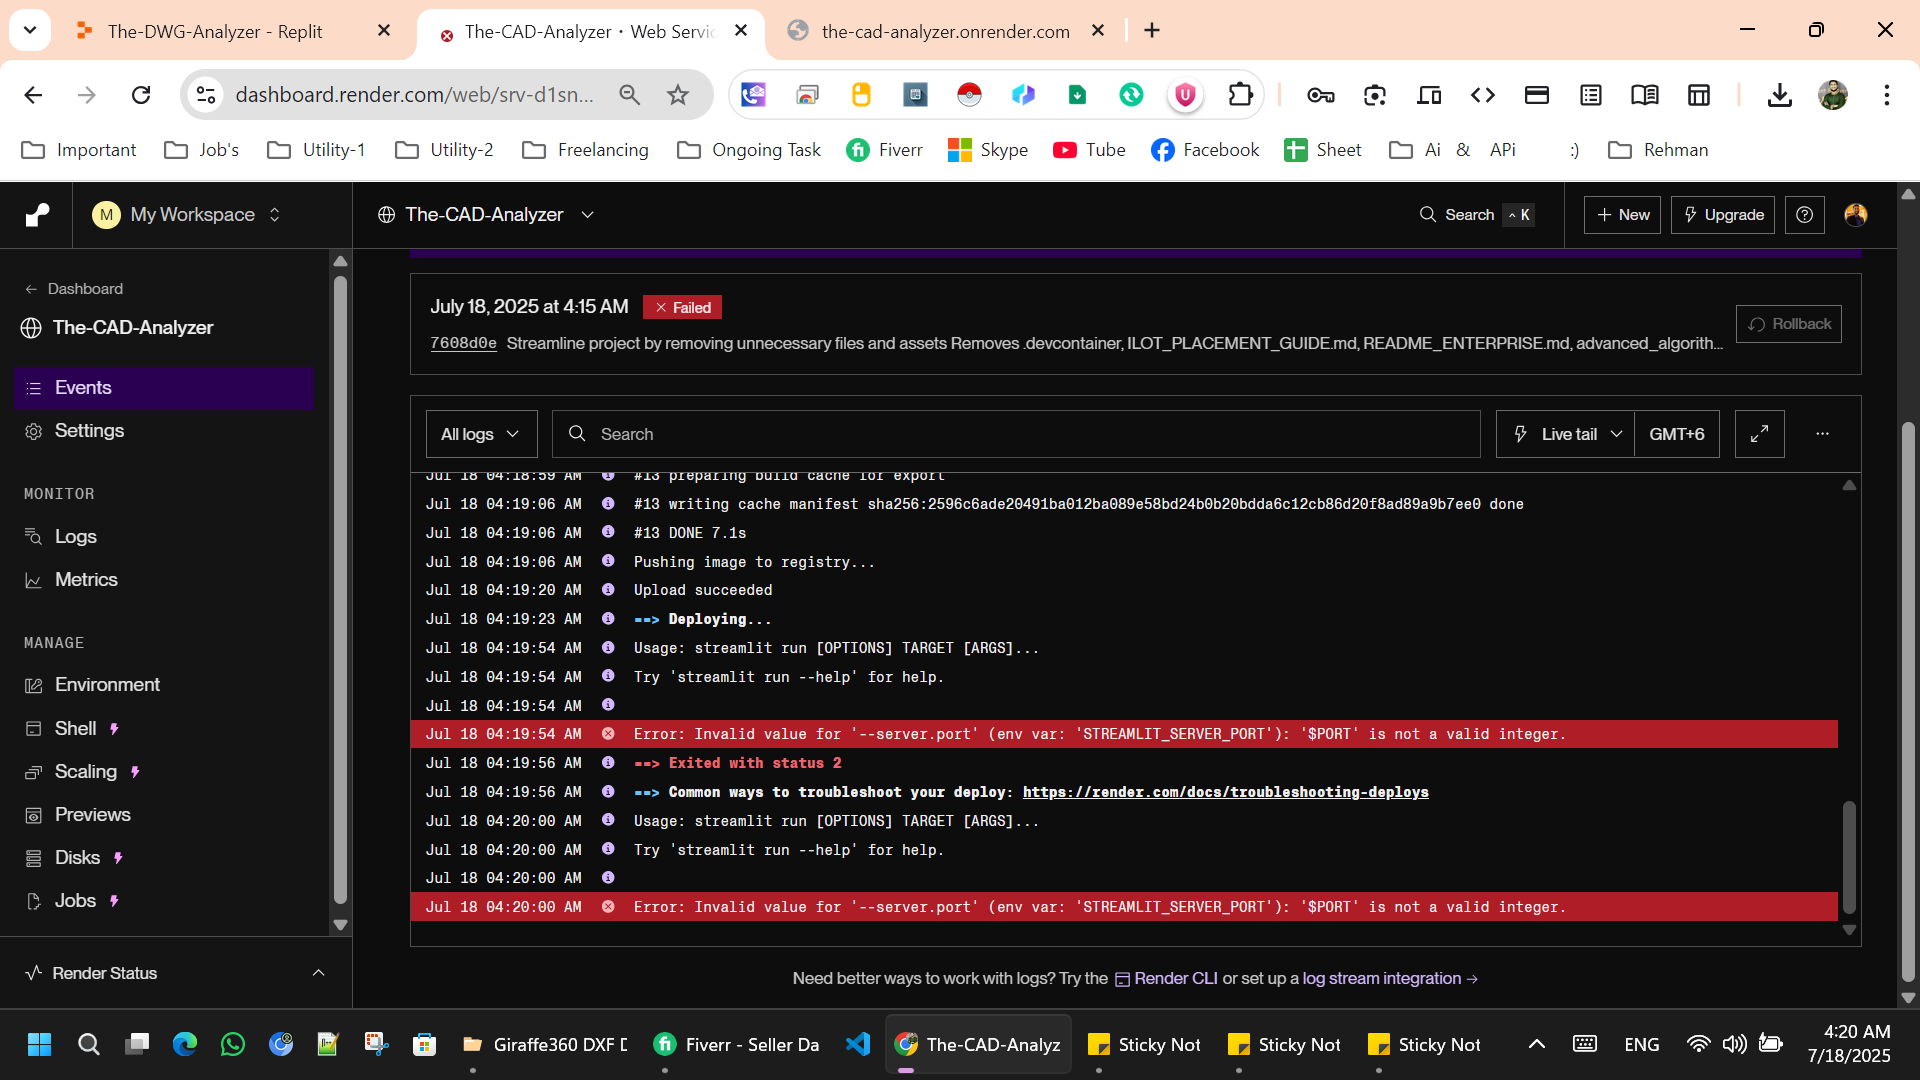 The-DWG-Analyzer - Replit
The-CAD-Analyzer · Web Servic
the-cad-analyzer.onrender.com
dashboard.render.com/web/srv-d1sn...
Important
Job's
Utility-1
Utility-2
Freelancing
Ongoing Task
Fiverr
Skype
Tube
Facebook
Sheet
Ai & APi
:)
Rehman
M My Workspace
The-CAD-Analyzer
Search ^ K
+ New
Upgrade
← Dashboard
The-CAD-Analyzer
Events
Settings
MONITOR
Logs
Metrics
MANAGE
Environment
Shell
Scaling
Previews
Disks
Jobs
Render Status
July 18, 2025 at 4:15 AM
Failed
Rollback
7608d0e Streamline project by removing unnecessary files and assets Removes .devcontainer, ILOT_PLACEMENT_GUIDE.md, README_ENTERPRISE.md, advanced_algorith...
All logs
Search
Live tail
GMT+6
...
Jul 18 04:18:59 AM #13 preparing build cache for export
Jul 18 04:19:06 AM #13 writing cache manifest sha256:2596c6ade20491ba012ba089e58bd24b0b20bdda6c12cb86d20f8ad89a9b7ee0 done
Jul 18 04:19:06 AM #13 DONE 7.1s
Jul 18 04:19:06 AM Pushing image to registry...
Jul 18 04:19:20 AM Upload succeeded
Jul 18 04:19:23 AM ==> Deploying...
Jul 18 04:19:54 AM Usage: streamlit run [OPTIONS] TARGET [ARGS]...
Jul 18 04:19:54 AM Try 'streamlit run --help' for help.
Jul 18 04:19:54 AM
Jul 18 04:19:54 AM Error: Invalid value for '--server.port' (env var: 'STREAMLIT_SERVER_PORT'): '$PORT' is not a valid integer.
Jul 18 04:19:56 AM ==> Exited with status 2
Jul 18 04:19:56 AM ==> Common ways to troubleshoot your deploy: https://render.com/docs/troubleshooting-deploys
Jul 18 04:20:00 AM Usage: streamlit run [OPTIONS] TARGET [ARGS]...
Jul 18 04:20:00 AM Try 'streamlit run --help' for help.
Jul 18 04:20:00 AM
Jul 18 04:20:00 AM Error: Invalid value for '--server.port' (env var: 'STREAMLIT_SERVER_PORT'): '$PORT' is not a valid integer.
Need better ways to work with logs? Try the Render CLI or set up a log stream integration →
Giraffe360 DXF D
Fiverr - Seller Da
The-CAD-Analyz
Sticky Not
Sticky Not
Sticky Not
ENG
4:20 AM
7/18/2025